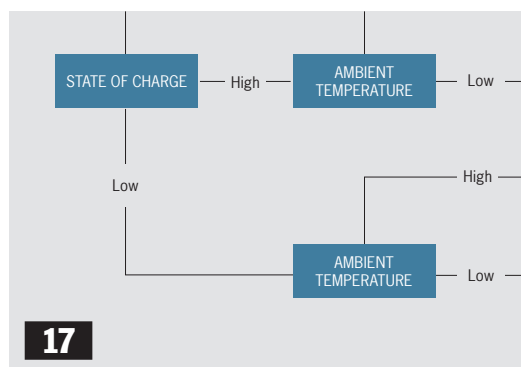 STATE OF CHARGE
High
AMBIENT
TEMPERATURE
Low
Low
High
AMBIENT
TEMPERATURE
Low
17